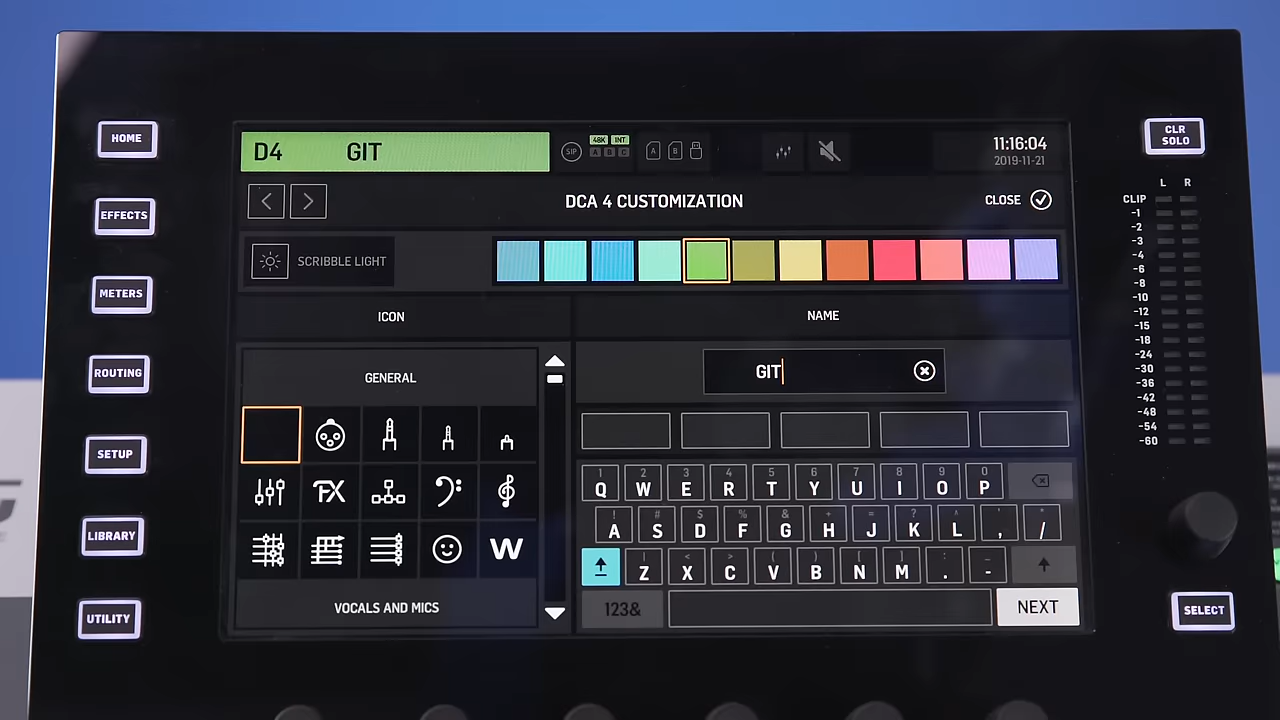 HOME
EFFECTS
METERS
ROUTING
SETUP
LIBRARY
UTILITY
D4 GIT
SIP
48K INT
A B C
A B
11:16:04
2019-11-21
DCA 4 CUSTOMIZATION
CLOSE
SCRIBBLE LIGHT
ICON
NAME
GENERAL
FX
W
VOCALS AND MICS
GIT
1 2 3 4 5 6 7 8 9 0
Q W E R T Y U I O P
! # $ % & + = ? ^ ' "
A S D F G H J K L , /
| < > ( ) [ ] : _
Z X C V B N M . -
123&
NEXT
CLR
SOLO
L R
CLIP
-1
-2
-3
-4
-6
-8
-10
-12
-15
-18
-24
-30
-36
-42
-48
-54
-60
SELECT